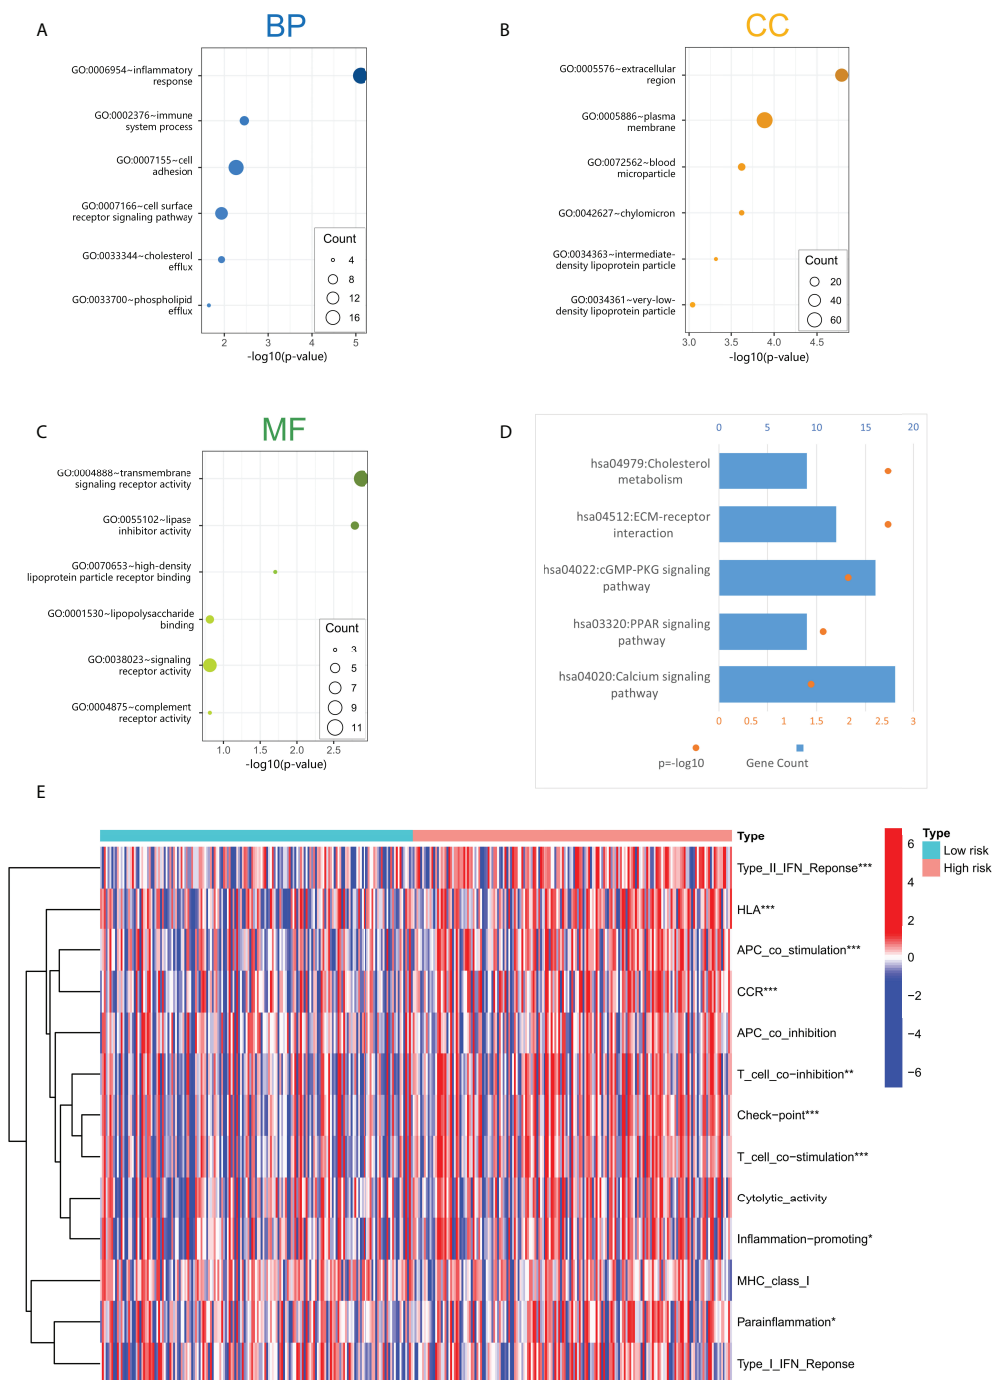 A
BP
GO:0006954~inflammatory
response
GO:0002376~immune
system process
GO:0007155~cell
adhesion
GO:0007166~cell surface
receptor signaling pathway
GO:0033344~cholesterol
efflux
GO:0033700~phospholipid
efflux
Count
4
8
12
16
2
3
4
5
-log10(p-value)
B
CC
GO:0005576~extracellular
region
GO:0005886~plasma
membrane
GO:0072562~blood
microparticle
GO:0042627~chylomicron
GO:0034363~intermediate-
density lipoprotein particle
GO:0034361~very-low-
density lipoprotein particle
Count
20
40
60
3.0
3.5
4.0
4.5
-log10(p-value)
C
MF
GO:0004888~transmembrane
signaling receptor activity
GO:0055102~lipase
inhibitor activity
GO:0070653~high-density
lipoprotein particle receptor binding
GO:0001530~lipopolysaccharide
binding
GO:0038023~signaling
receptor activity
GO:0004875~complement
receptor activity
Count
3
5
7
9
11
1.0
1.5
2.0
2.5
-log10(p-value)
D
0 5 10 15 20
hsa04979:Cholesterol
metabolism
hsa04512:ECM-receptor
interaction
hsa04022:cGMP-PKG signaling
pathway
hsa03320:PPAR signaling
pathway
hsa04020:Calcium signaling
pathway
0 0.5 1 1.5 2 2.5 3
p=-log10
Gene Count
E
Type
Type_II_IFN_Reponse***
HLA***
APC_co_stimulation***
CCR***
APC_co_inhibition
T_cell_co−inhibition**
Check−point***
T_cell_co−stimulation***
Cytolytic_activity
Inflammation−promoting*
MHC_class_I
Parainflammation*
Type_I_IFN_Reponse
6
4
2
0
−2
−4
−6
Type
Low risk
High risk